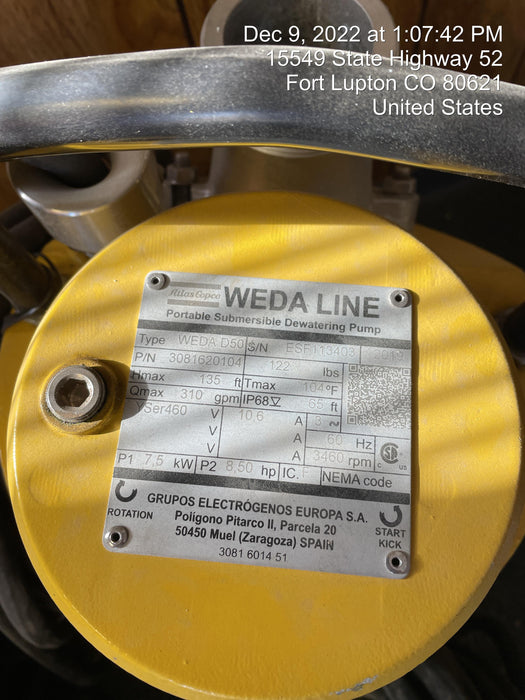 Dec 9, 2022 at 1:07:42 PM
15549 State Highway 52
Fort Lupton CO 80621
United States
Atlas Copco WEDA LINE
Portable Submersible Dewatering Pump
Type WEDA D50 S/N ESF113403 2019
P/N 3081620104 122 lbs
Hmax 135 ft Tmax 104 °F
Qmax 310 gpm IP68 65 ft
YSer460 V 10,6 A 3 ~
V A 60 Hz
V A 3460 rpm
P1 7,5 kW P2 8,50 hp IC. F NEMA code
GRUPOS ELECTRÓGENOS EUROPA S.A.
ROTATION Polígono Pitarco II, Parcela 20 START
50450 Muel (Zaragoza) SPAIN KICK
3081 6014 51